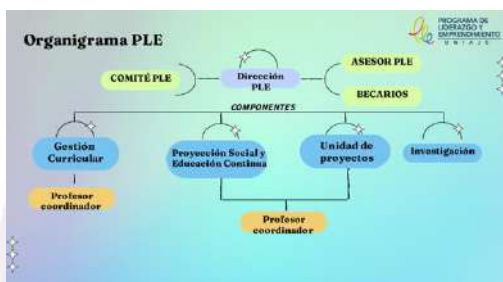 Organigrama PLE
PROGRAMA DE
LIDERAZGO Y
EMPRENDIMIENTO
UNIAJC
COMITÉ PLE
Dirección
PLE
ASESOR PLE
BECARIOS
COMPONENTES
Gestión
Curricular
Proyección Social y
Educación Continua
Unidad de
proyectos
Investigación
Profesor
coordinador
Profesor
coordinador